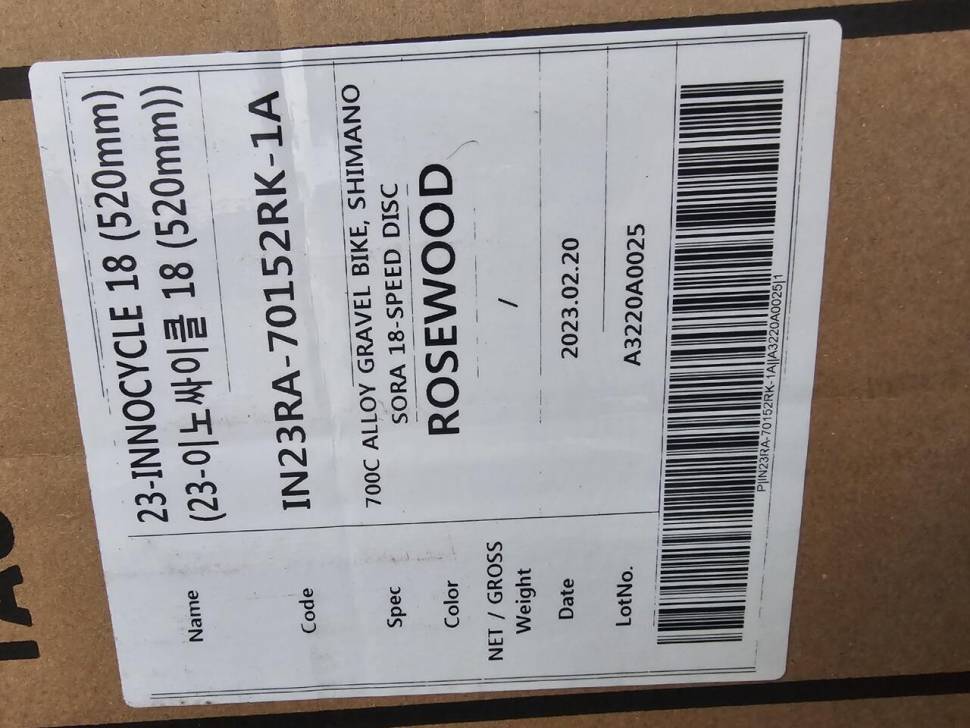 Name
23-INNOCYCLE 18 (520mm)
(23-이노싸이클 18 (520mm))
Code
IN23RA-70152RK-1A
Spec
700C ALLOY GRAVEL BIKE, SHIMANO
SORA 18-SPEED DISC
Color
ROSEWOOD
NET / GROSS
Weight
/
Date
2023.02.20
LotNo.
A3220A0025
P|IN23RA-70152RK-1A||A3220A0025|1